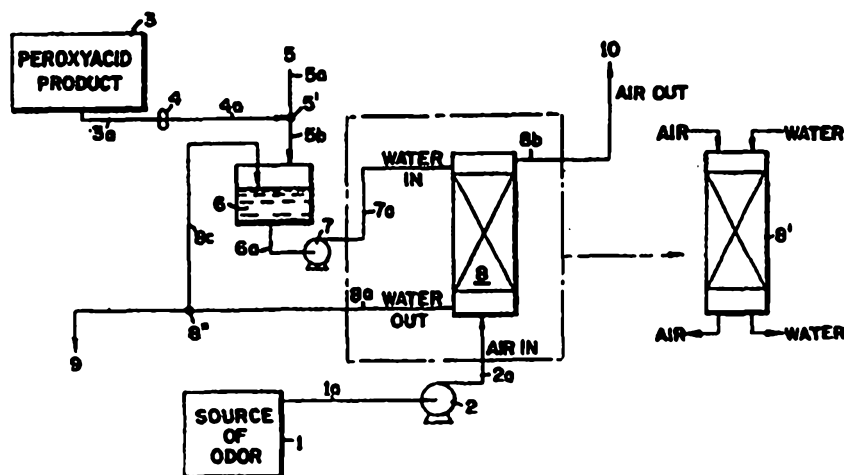 3
PEROXYACID
PRODUCT
3a
4
4a
5
5a
5'
5b
10
AIR OUT
8b
WATER
IN
7a
6
6a
7
8c
8
8a
WATER
OUT
8"
9
AIR IN
2a
2
1a
SOURCE
OF
ODOR
1
AIR
WATER
8'
AIR
WATER